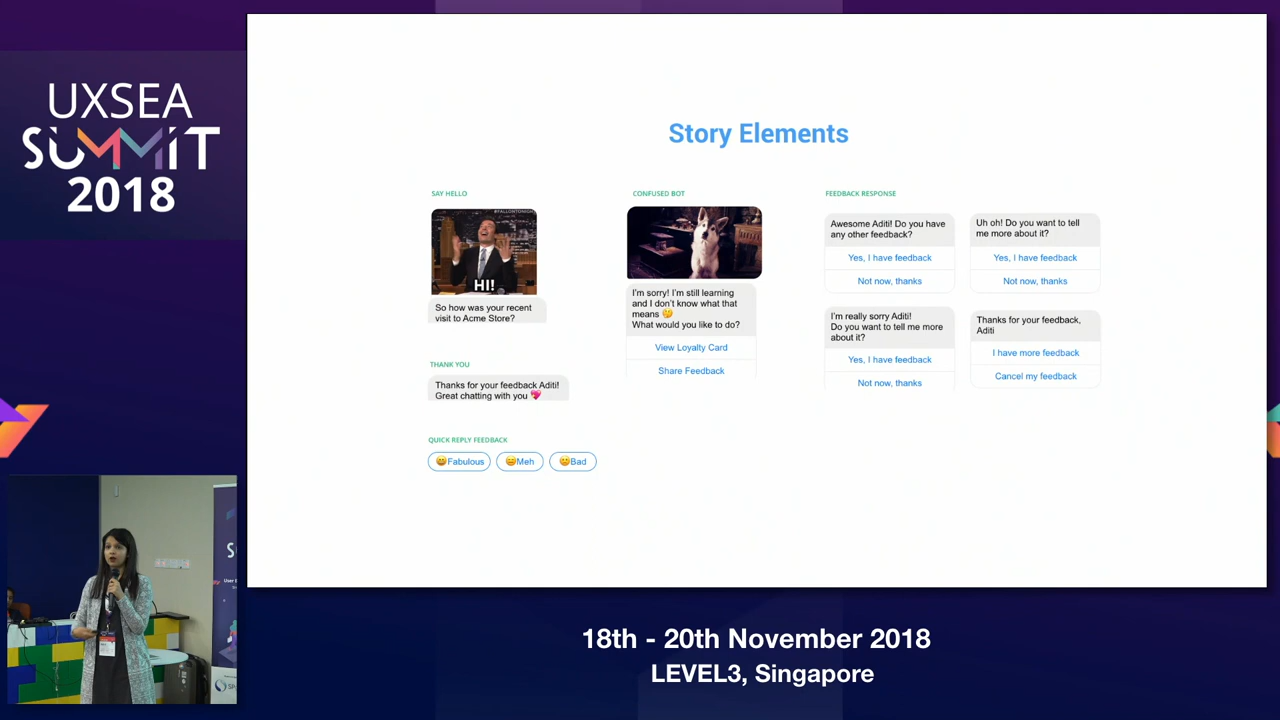 UXSEA
SUMMIT
2018
Story Elements
SAY HELLO
@FALLONTONIGHT
HI!
So how was your recent
visit to Acme Store?
THANK YOU
Thanks for your feedback Aditi!
Great chatting with you 💖
QUICK REPLY FEEDBACK
😀Fabulous
😑Meh
😬Bad
CONFUSED BOT
I'm sorry! I'm still learning
and I don't know what that
means 🤔
What would you like to do?
View Loyalty Card
Share Feedback
FEEDBACK RESPONSE
Awesome Aditi! Do you have
any other feedback?
Yes, I have feedback
Not now, thanks
Uh oh! Do you want to tell
me more about it?
Yes, I have feedback
Not now, thanks
I'm really sorry Aditi!
Do you want to tell me more
about it?
Yes, I have feedback
Not now, thanks
Thanks for your feedback,
Aditi
I have more feedback
Cancel my feedback
18th - 20th November 2018
LEVEL3, Singapore